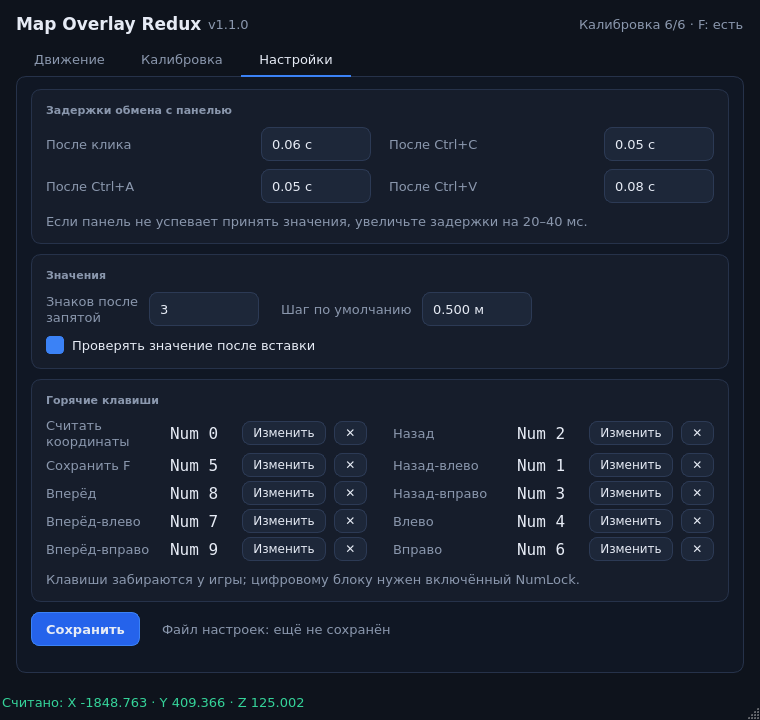 Map Overlay Redux v1.1.0
Калибровка 6/6 · F: есть
Движение Калибровка Настройки
Задержки обмена с панелью
После клика 0.06 с После Ctrl+C 0.05 с
После Ctrl+A 0.05 с После Ctrl+V 0.08 с
Если панель не успевает принять значения, увеличьте задержки на 20–40 мс.
Значения
Знаков после
запятой
3 Шаг по умолчанию 0.500 м
Проверять значение после вставки
Горячие клавиши
Считать
координаты
Num 0 Изменить ✕ Назад Num 2 Изменить ✕
Сохранить F Num 5 Изменить ✕ Назад-влево Num 1 Изменить ✕
Вперёд Num 8 Изменить ✕ Назад-вправо Num 3 Изменить ✕
Вперёд-влево Num 7 Изменить ✕ Влево Num 4 Изменить ✕
Вперёд-вправо Num 9 Изменить ✕ Вправо Num 6 Изменить ✕
Клавиши забираются у игры; цифровому блоку нужен включённый NumLock.
Сохранить Файл настроек: ещё не сохранён
Считано: X -1848.763 · Y 409.366 · Z 125.002